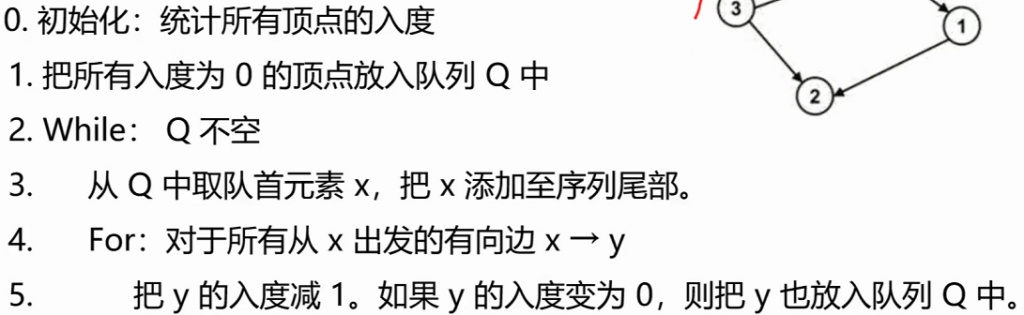 0. 初始化：统计所有顶点的入度
3
1
1. 把所有入度为 0 的顶点放入队列 Q 中
2
2. While： Q 不空
3. 从 Q 中取队首元素 x，把 x 添加至序列尾部。
4. For：对于所有从 x 出发的有向边 x → y
5. 把 y 的入度减 1。如果 y 的入度变为 0，则把 y 也放入队列 Q 中。